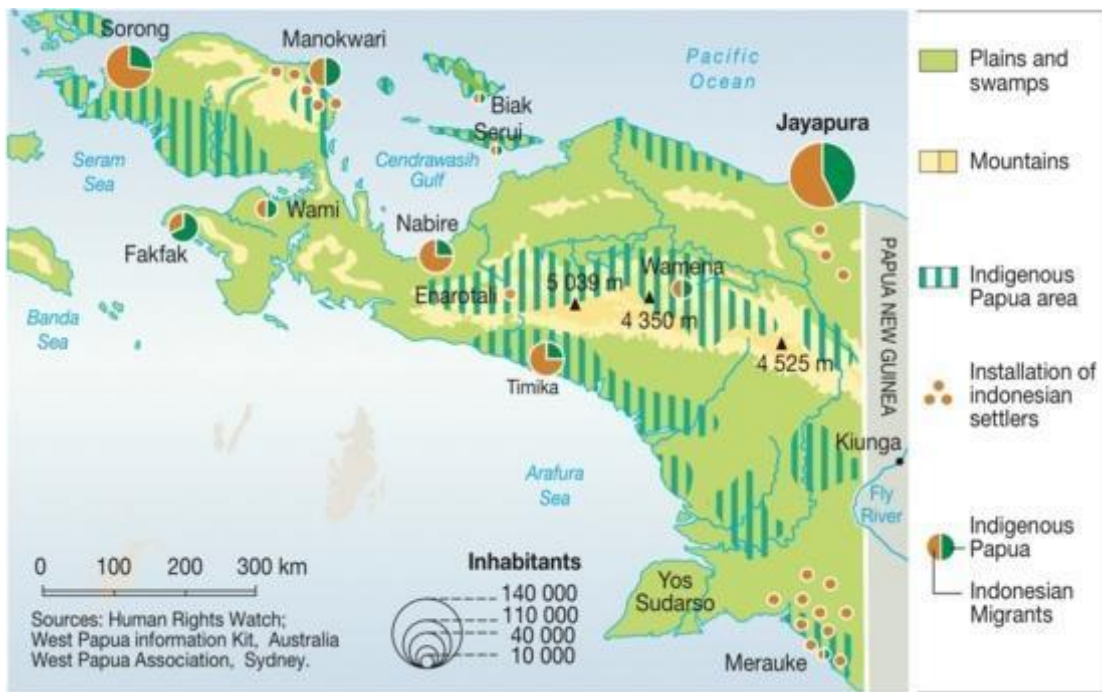 Sorong
Manokwari
Pacific
Ocean
Biak
Serui
Jayapura
Seram
Sea
Cendrawasih
Gulf
Wami
Nabire
Fakfak
Wamena
5 039 m
Enarotali
4 350 m
Banda
Sea
4 525 m
Timika
PAPUA NEW GUINEA
Kiunga
Arafura
Sea
Fly
River
0 100 200 300 km
Inhabitants
140 000
110 000
40 000
10 000
Yos
Sudarso
Merauke
Sources: Human Rights Watch;
West Papua information Kit, Australia
West Papua Association, Sydney.
Plains and
swamps
Mountains
Indigenous
Papua area
Installation of
indonesian
settlers
Indigenous
Papua
Indonesian
Migrants